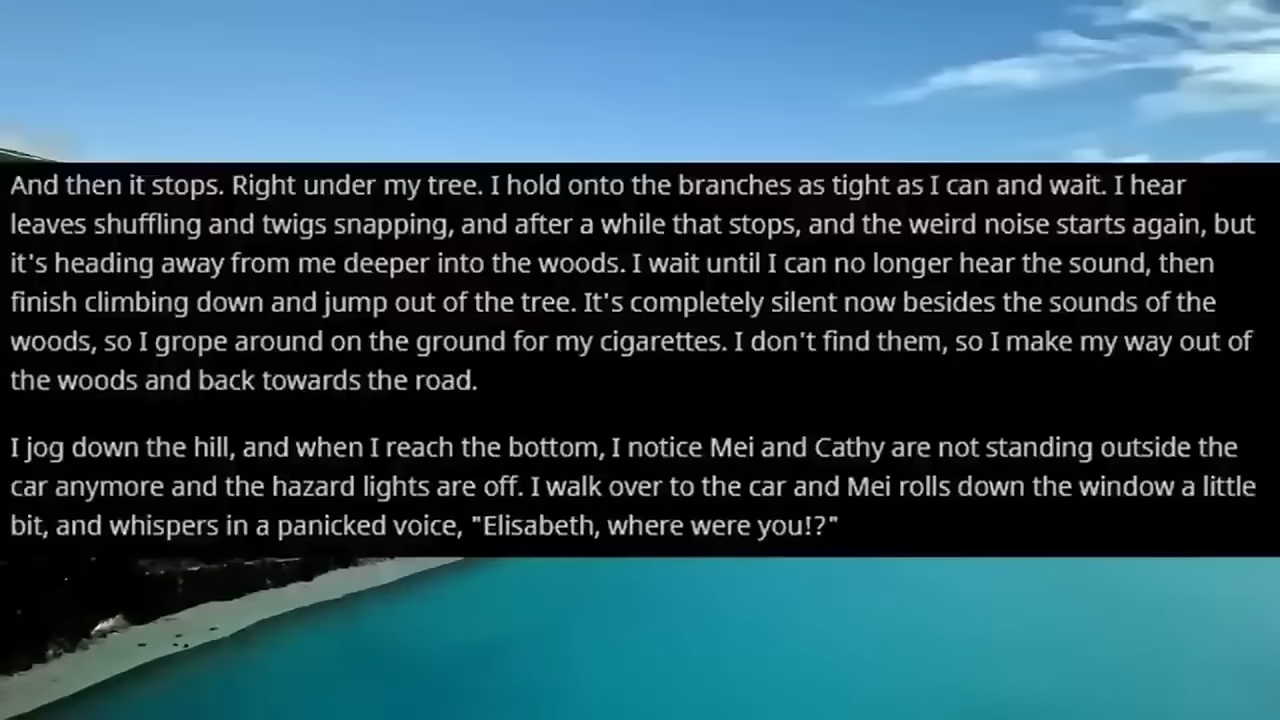 And then it stops. Right under my tree. I hold onto the branches as tight as I can and wait. I hear
leaves shuffling and twigs snapping, and after a while that stops, and the weird noise starts again, but
it's heading away from me deeper into the woods. I wait until I can no longer hear the sound, then
finish climbing down and jump out of the tree. It's completely silent now besides the sounds of the
woods, so I grope around on the ground for my cigarettes. I don't find them, so I make my way out of
the woods and back towards the road.
I jog down the hill, and when I reach the bottom, I notice Mei and Cathy are not standing outside the
car anymore and the hazard lights are off. I walk over to the car and Mei rolls down the window a little
bit, and whispers in a panicked voice, "Elisabeth, where were you!?"